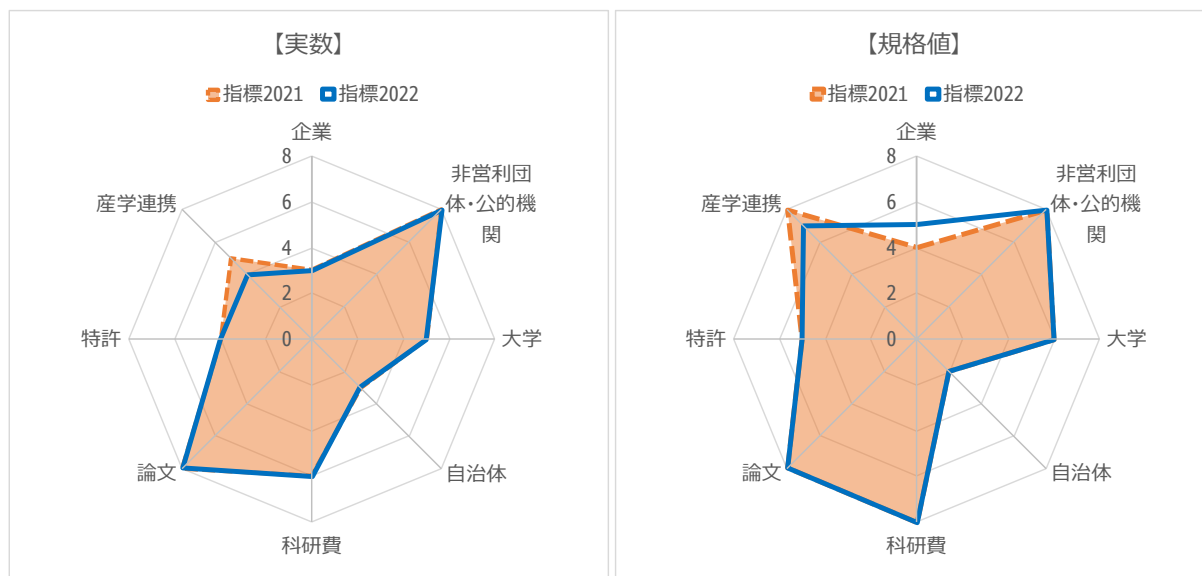 【実数】
指標2021 指標2022
企業
8
6
4
2
0
非営利団
体・公的機
関
大学
自治体
科研費
論文
特許
産学連携
【規格値】
指標2021 指標2022
企業
8
6
4
2
0
非営利団
体・公的機
関
大学
自治体
科研費
論文
特許
産学連携